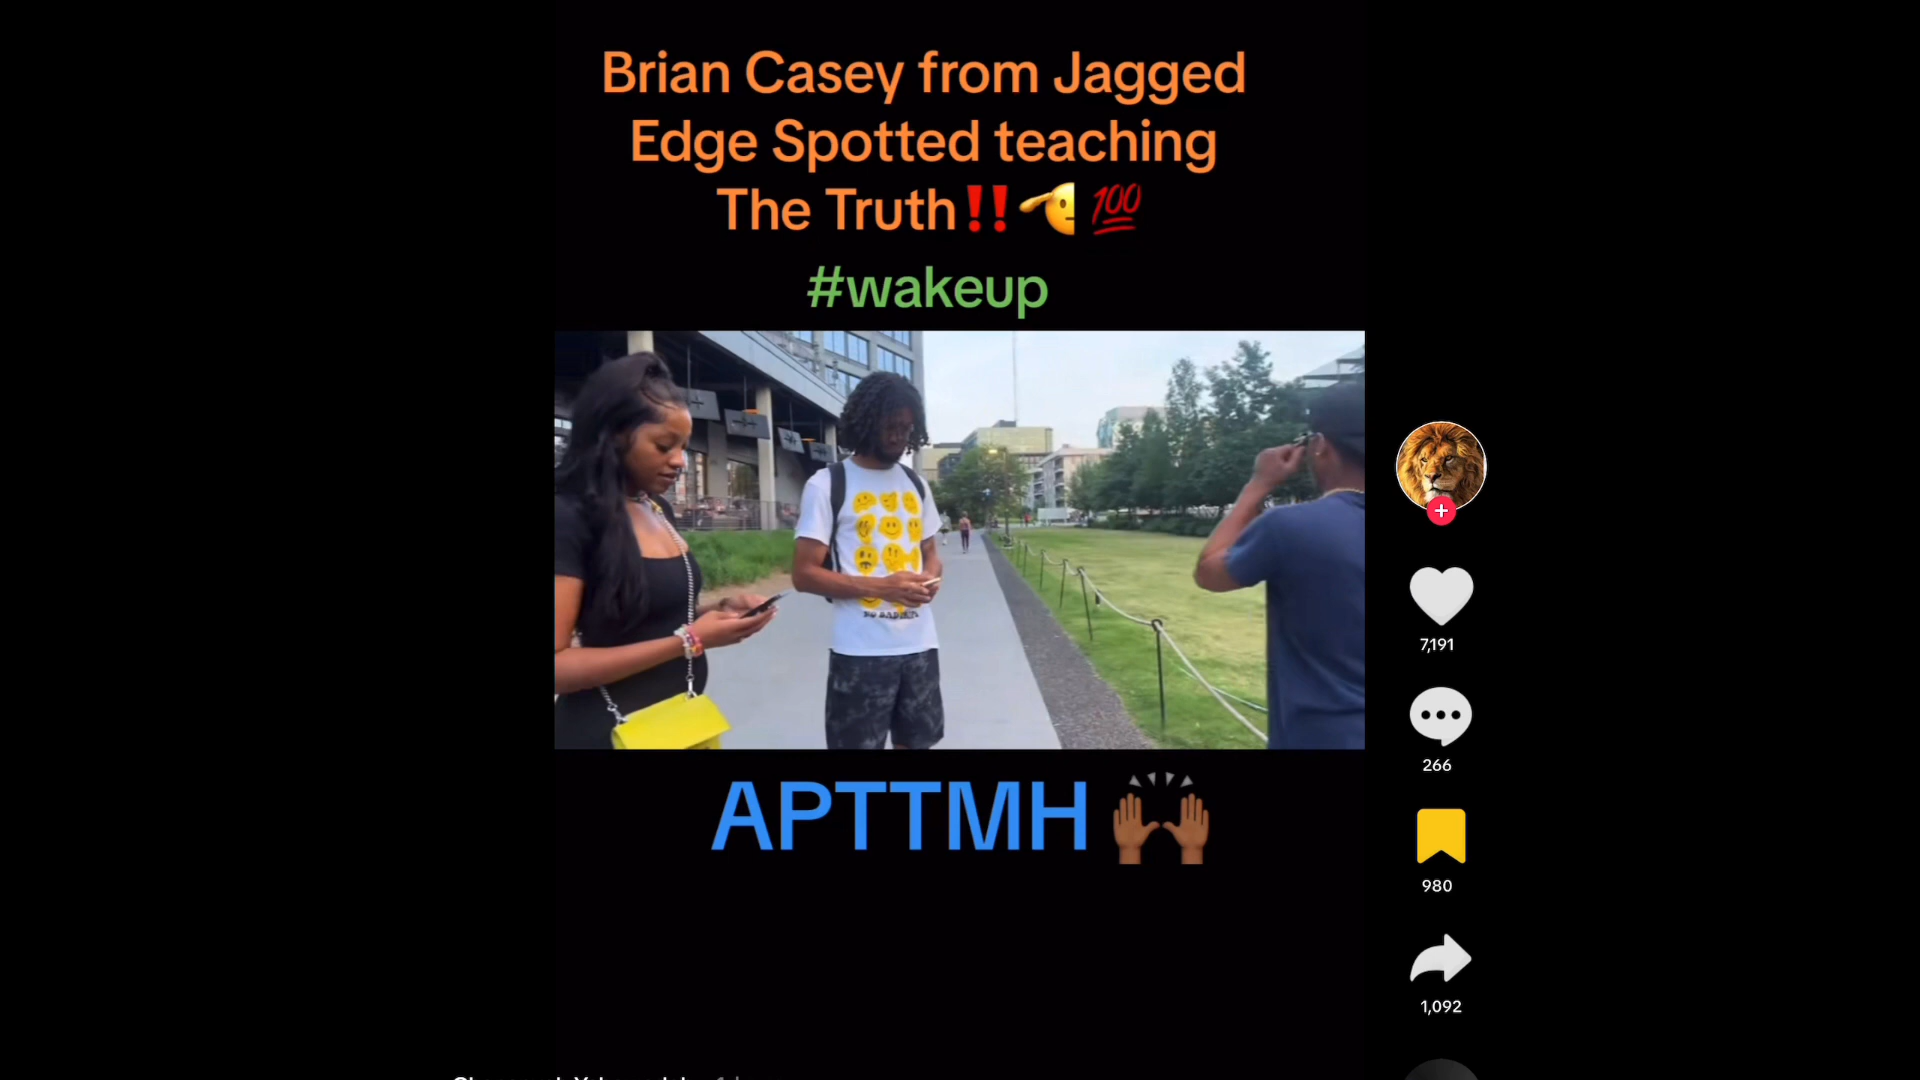 Brian Casey from Jagged
Edge Spotted teaching
The Truth‼️🫡💯
#wakeup
APTTMH 🙌🏾
7,191
266
980
1,092